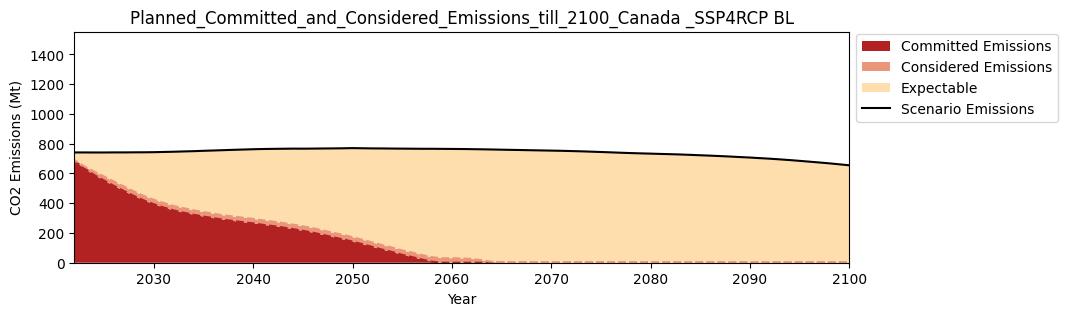 Planned_Committed_and_Considered_Emissions_till_2100_Canada _SSP4RCP BL
1400
1200
1000
800
600
400
200
0
CO2 Emissions (Mt)
2030
2040
2050
2060
2070
2080
2090
2100
Year
Committed Emissions
Considered Emissions
Expectable
Scenario Emissions